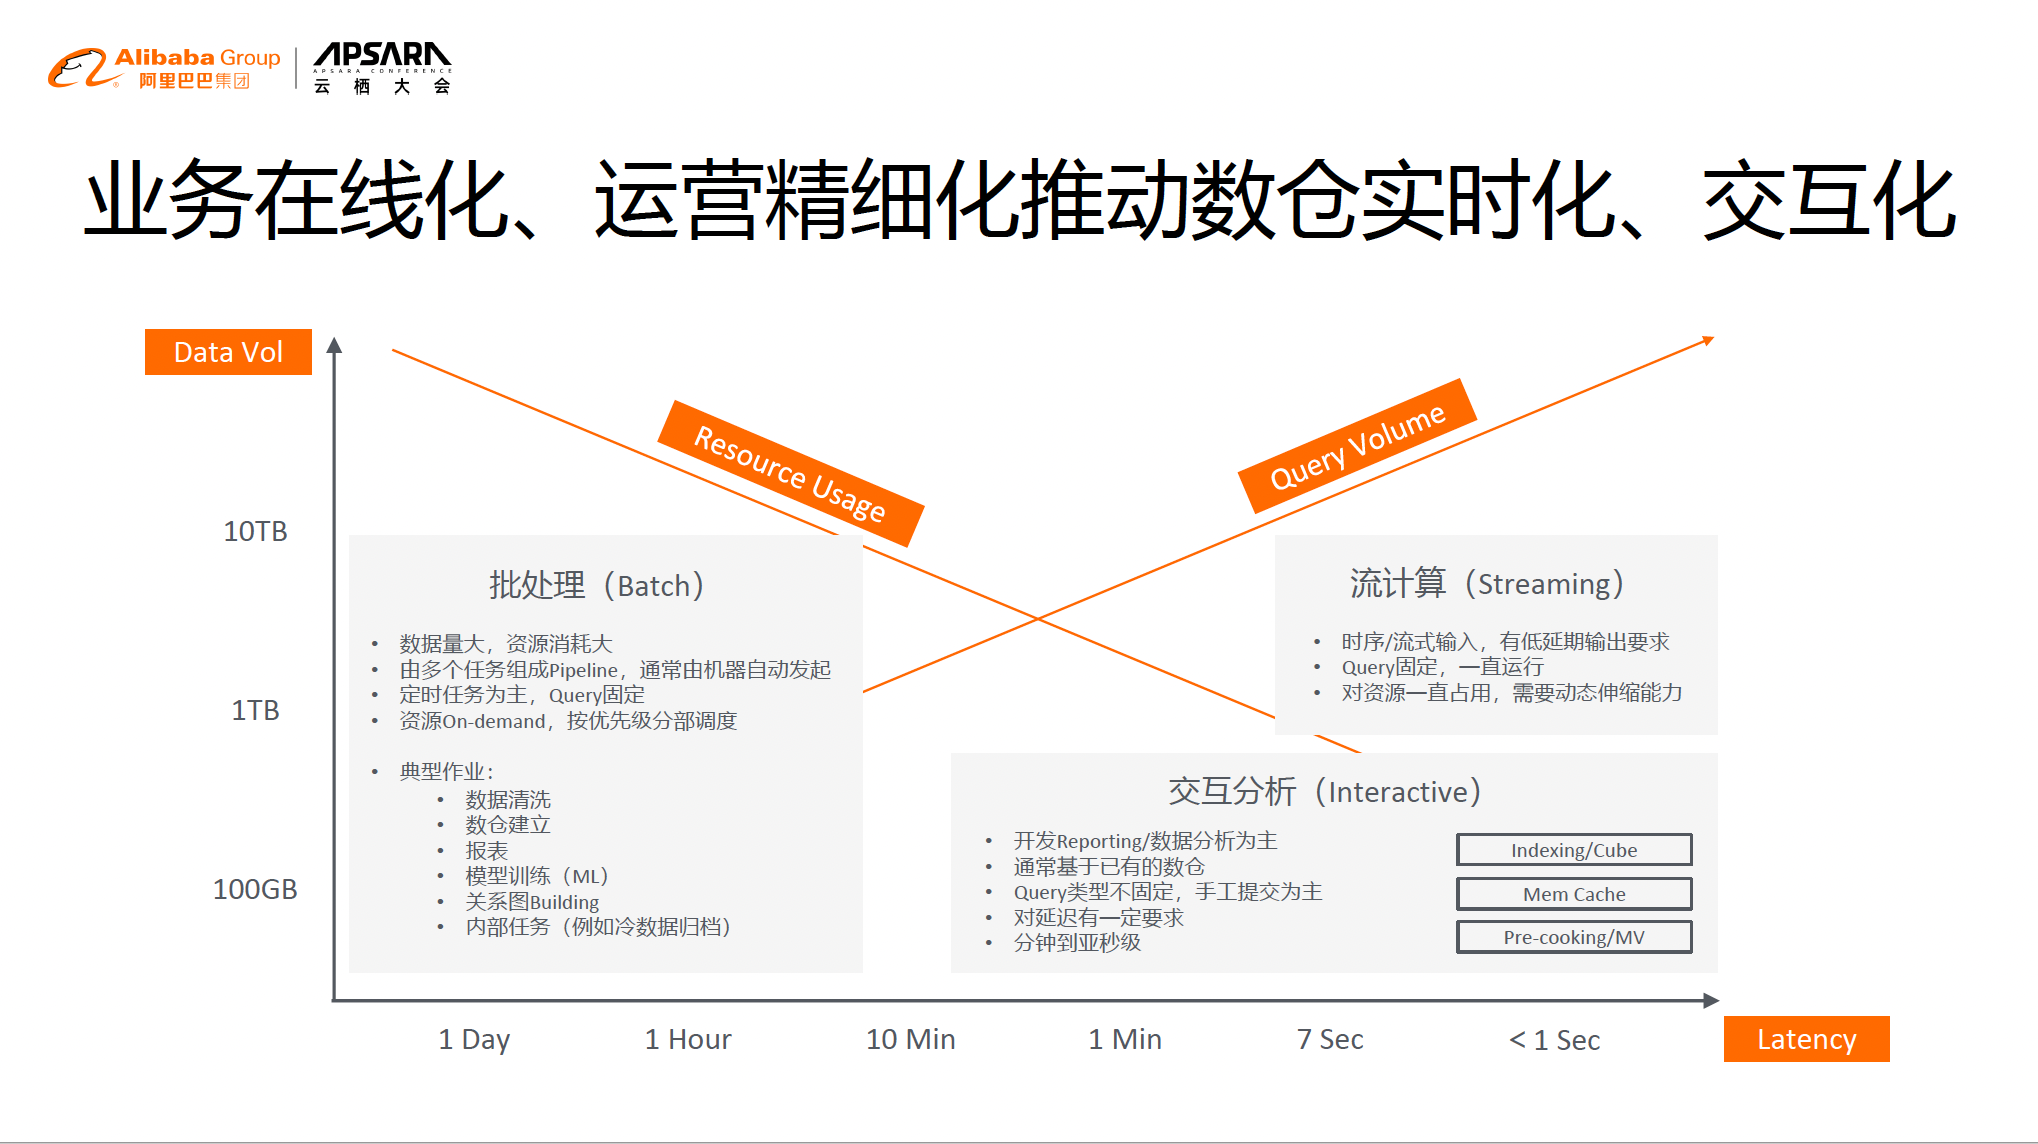 Alibaba Group
阿里巴巴集团
APSARA
APSARA CONFERENCE
云栖大会
业务在线化、运营精细化推动数仓实时化、交互化
Data Vol
10TB
1TB
100GB
Resource Usage
Query Volume
批处理（Batch）
• 数据量大，资源消耗大
• 由多个任务组成Pipeline，通常由机器自动发起
• 定时任务为主，Query固定
• 资源On-demand，按优先级分部调度
• 典型作业：
• 数据清洗
• 数仓建立
• 报表
• 模型训练（ML）
• 关系图Building
• 内部任务（例如冷数据归档）
流计算（Streaming）
• 时序/流式输入，有低延期输出要求
• Query固定，一直运行
• 对资源一直占用，需要动态伸缩能力
交互分析（Interactive）
• 开发Reporting/数据分析为主
• 通常基于已有的数仓
• Query类型不固定，手工提交为主
• 对延迟有一定要求
• 分钟到亚秒级
Indexing/Cube
Mem Cache
Pre-cooking/MV
1 Day
1 Hour
10 Min
1 Min
7 Sec
< 1 Sec
Latency